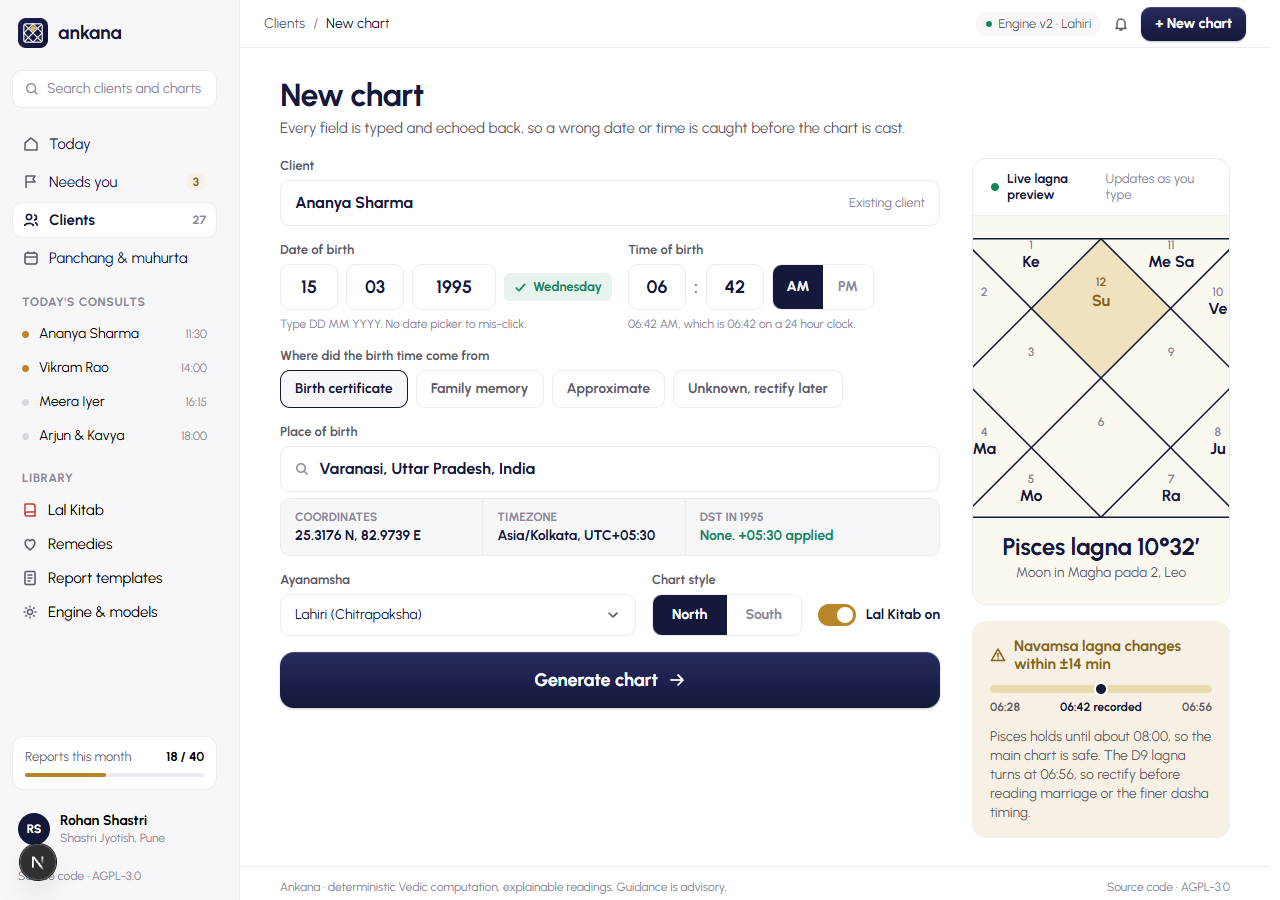 ankana
Search clients and charts
Today
Needs you 3
Clients 27
Panchang & muhurta
TODAY'S CONSULTS
Ananya Sharma 11:30
Vikram Rao 14:00
Meera Iyer 16:15
Arjun & Kavya 18:00
LIBRARY
Lal Kitab
Remedies
Report templates
Engine & models
Reports this month 18 / 40
RS Rohan Shastri
Shastri Jyotish, Pune
N
code · AGPL-3.0
Clients / New chart
Engine v2 · Lahiri
+ New chart
New chart
Every field is typed and echoed back, so a wrong date or time is caught before the chart is cast.
Client
Ananya Sharma Existing client
Date of birth Time of birth
15 03 1995 Wednesday 06 : 42 AM PM
Type DD MM YYYY. No date picker to mis-click. 06:42 AM, which is 06:42 on a 24 hour clock.
Where did the birth time come from
Birth certificate Family memory Approximate Unknown, rectify later
Place of birth
Varanasi, Uttar Pradesh, India
COORDINATES TIMEZONE DST IN 1995
25.3176 N, 82.9739 E Asia/Kolkata, UTC+05:30 None. +05:30 applied
Ayanamsha Chart style
Lahiri (Chitrapaksha) North South Lal Kitab on
Generate chart →
Live lagna Updates as you
preview type
1 11
Ke Me Sa
12
2 10
Su Ve
3 9
6
4 8
Ma Ju
5 7
Mo Ra
Pisces lagna 10°32′
Moon in Magha pada 2, Leo
Navamsa lagna changes
within ±14 min
06:28 06:42 recorded 06:56
Pisces holds until about 08:00, so the
main chart is safe. The D9 lagna
turns at 06:56, so rectify before
reading marriage or the finer dasha
timing.
Ankana · deterministic Vedic computation, explainable readings. Guidance is advisory. Source code · AGPL-3.0